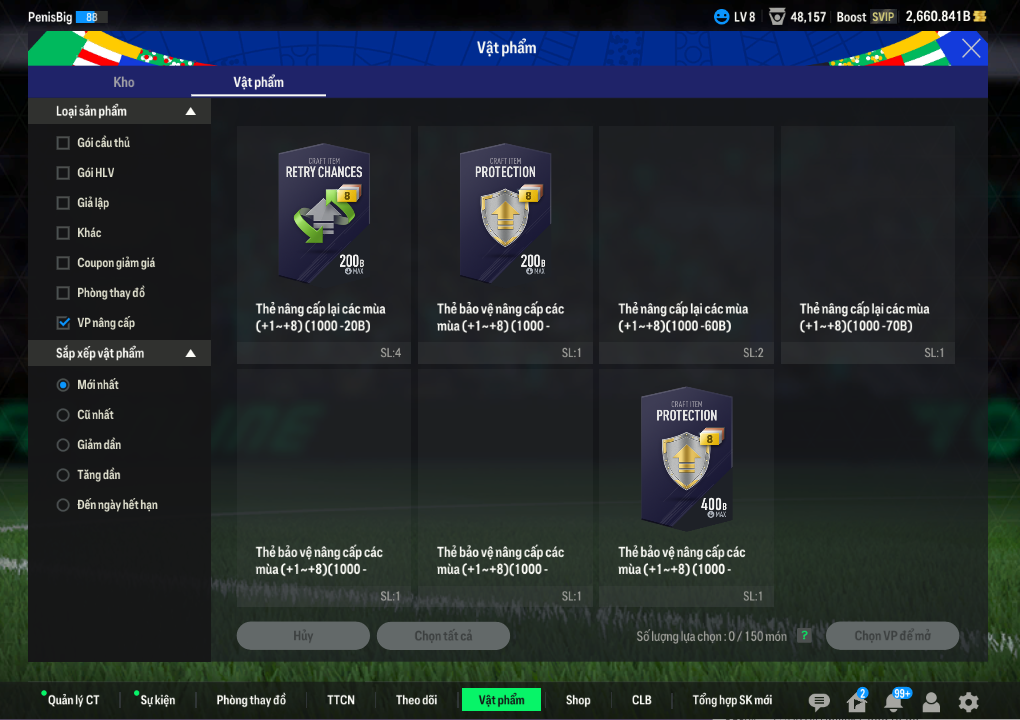 PenisBig 8B
LV 8 48,157 Boost SVIP 2,660.841B
Vật phẩm
Kho Vật phẩm
Loại sản phẩm
Gói cầu thủ
Gói HLV
Giả lập
Khác
Coupon giảm giá
Phòng thay đồ
VP nâng cấp
Sắp xếp vật phẩm
Mới nhất
Cũ nhất
Giảm dần
Tăng dần
Đến ngày hết hạn
CRAFT ITEM
RETRY CHANCES
8
200B
MAX
Thẻ nâng cấp lại các mùa
(+1~+8) (1000 -20B)
SL:4
CRAFT ITEM
PROTECTION
8
200B
MAX
Thẻ bảo vệ nâng cấp các
mùa (+1~+8) (1000 -
SL:1
Thẻ nâng cấp lại các mùa
(+1~+8)(1000 -60B)
SL:2
Thẻ nâng cấp lại các mùa
(+1~+8)(1000 -70B)
SL:1
Thẻ bảo vệ nâng cấp các
mùa (+1~+8)(1000 -
SL:1
Thẻ bảo vệ nâng cấp các
mùa (+1~+8)(1000 -
SL:1
CRAFT ITEM
PROTECTION
8
400B
MAX
Thẻ bảo vệ nâng cấp các
mùa (+1~+8) (1000 -
SL:1
Hủy Chọn tất cả Số lượng lựa chọn : 0 / 150 món ? Chọn VP để mở
Quản lý CT Sự kiện Phòng thay đồ TTCN Theo dõi Vật phẩm Shop CLB Tổng hợp SK mới 2 99+